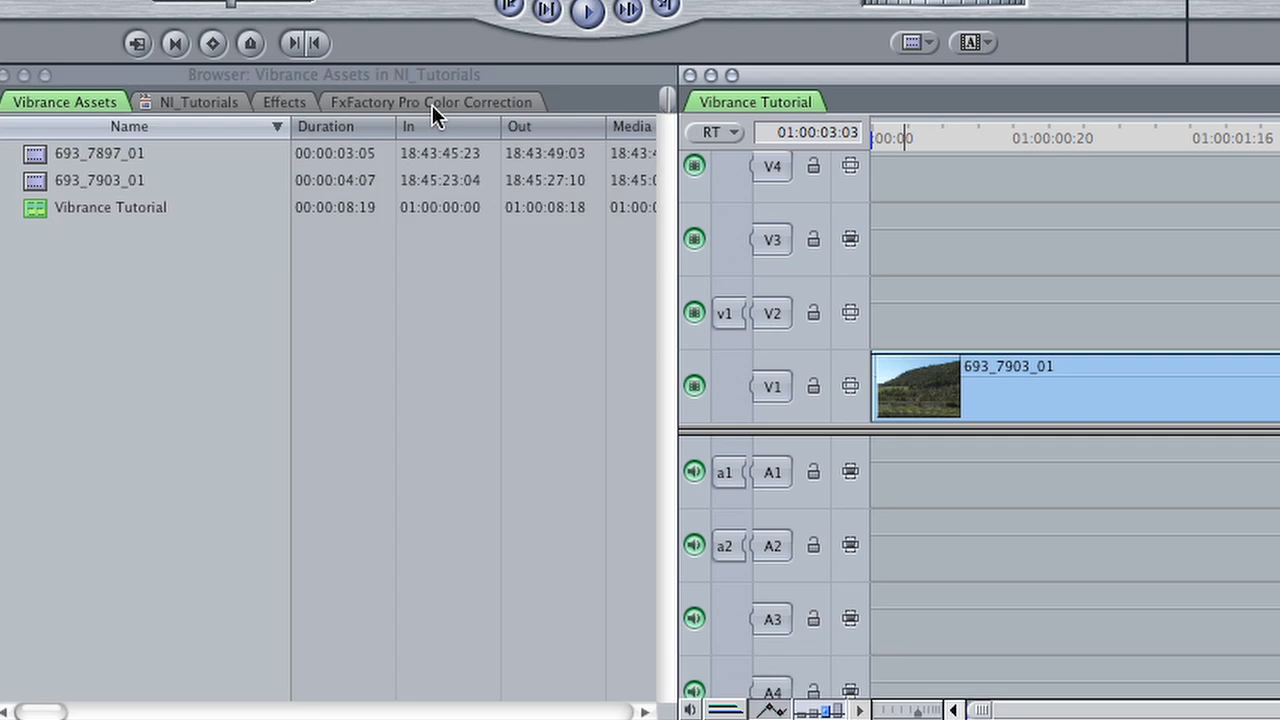 Browser: Vibrance Assets in NI_Tutorials
Vibrance Assets NI_Tutorials Effects FxFactory Pro Color Correction
Name Duration In Out Media
693_7897_01 00:00:03:05 18:43:45:23 18:43:49:03 18:43:4
693_7903_01 00:00:04:07 18:45:23:04 18:45:27:10 18:45:0
Vibrance Tutorial 00:00:08:19 01:00:00:00 01:00:08:18 01:00:0
A
Vibrance Tutorial
RT 01:00:03:03 00:00 01:00:00:20 01:00:01:16
V4
V3
v1 V2
V1 693_7903_01
a1 A1
a2 A2
A3
A4